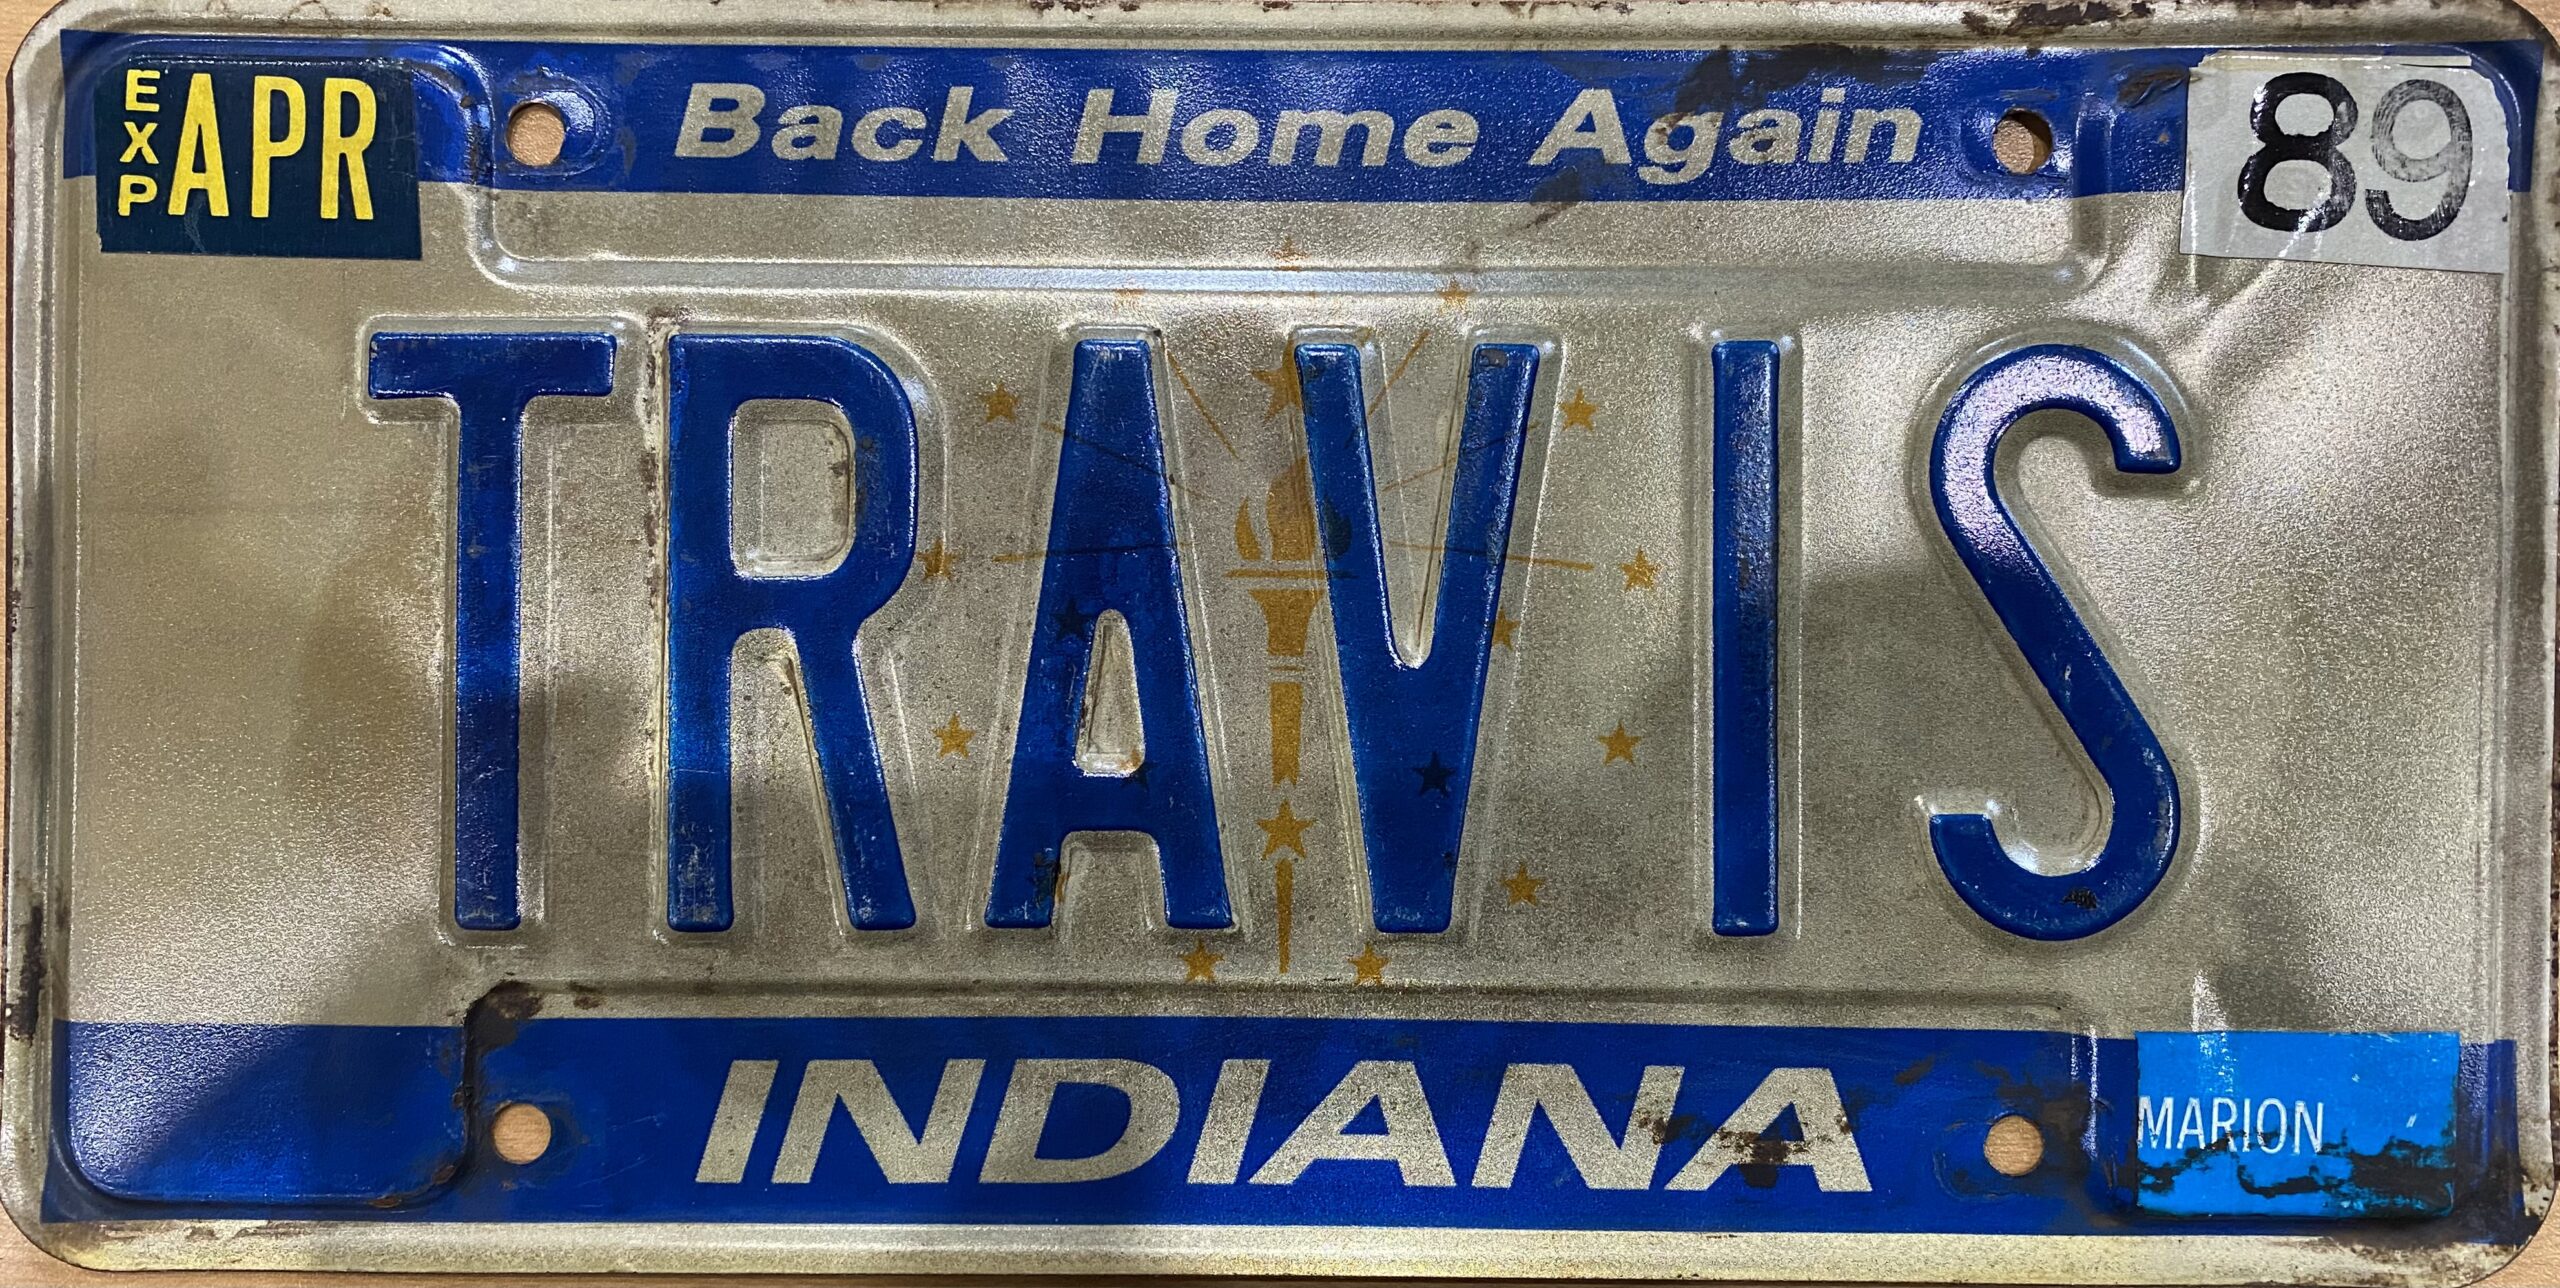 EXP APR
Back Home Again
89
TRAVIS
INDIANA
MARION